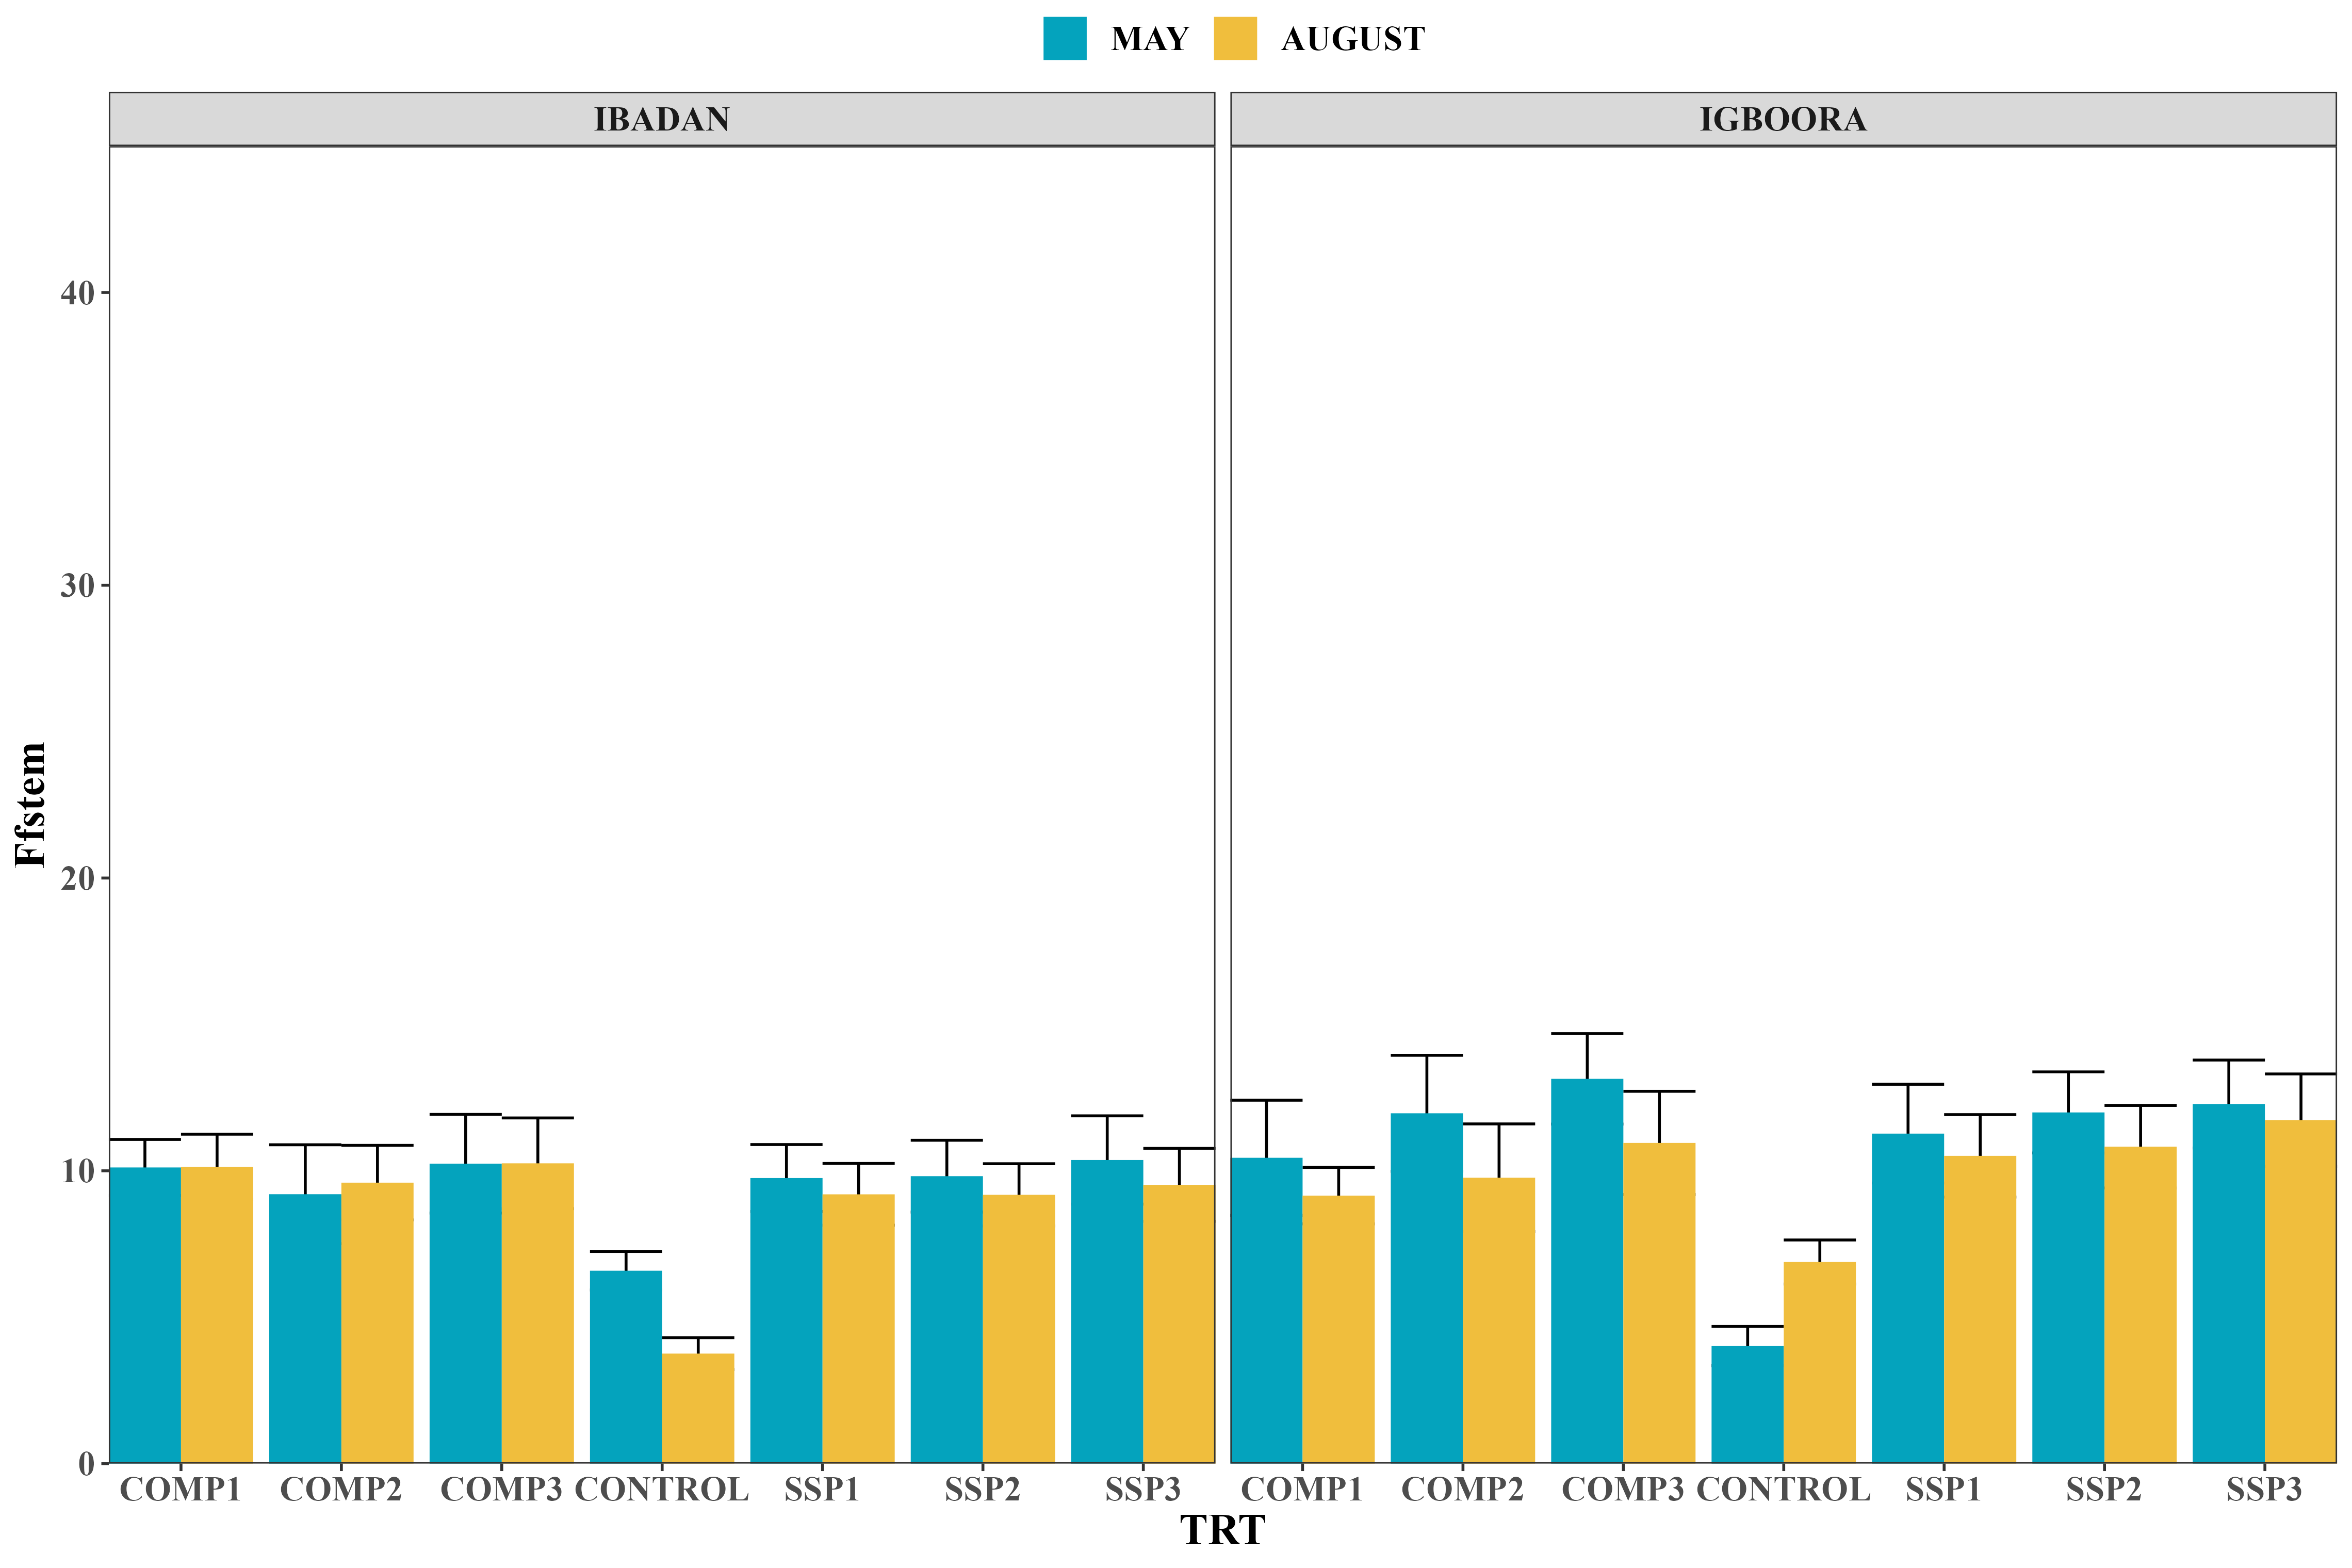 MAY AUGUST
IBADAN IGBOORA
40
30
20
10
0
Ffstem
COMP1 COMP2 COMP3 CONTROL SSP1 SSP2 SSP3 COMP1 COMP2 COMP3 CONTROL SSP1 SSP2 SSP3
TRT